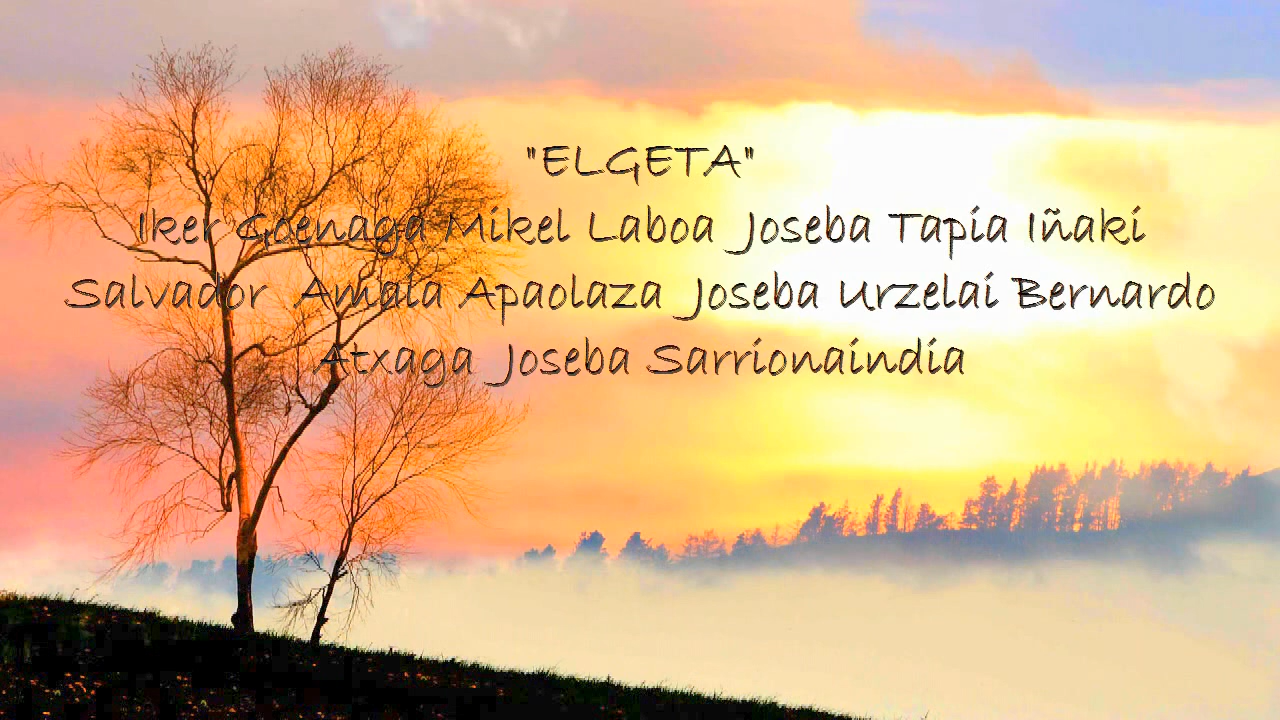 "ELGETA"
Iker Goenaga Mikel Laboa Joseba Tapia Iñaki
Salvador Amaia Apaolaza Joseba Urzelai Bernardo
Atxaga Joseba Sarrionaindia